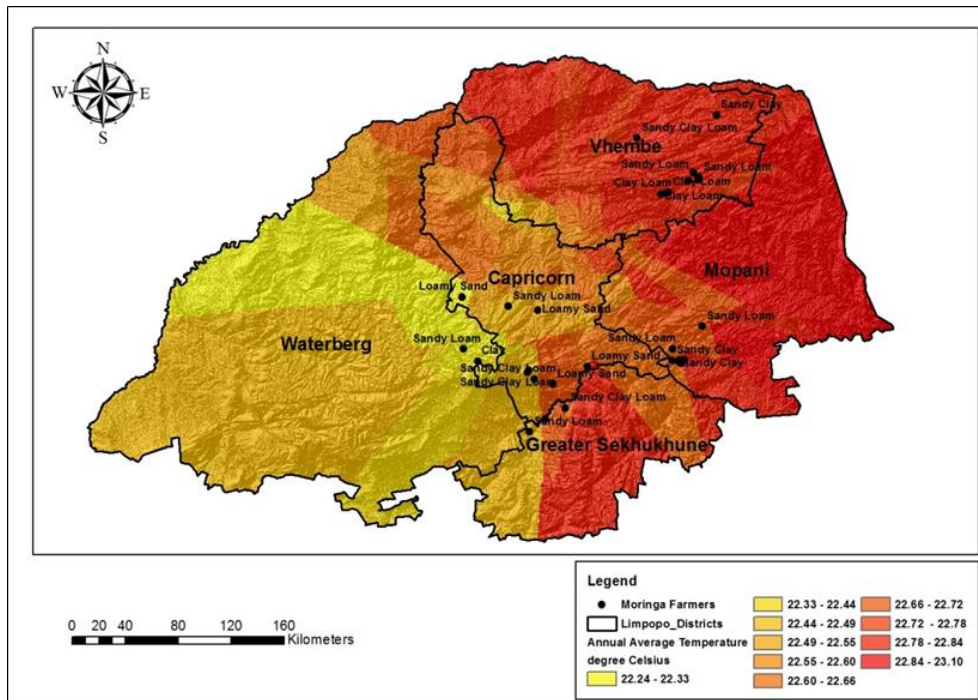 N
W E
S
Sandy Clay
Sandy Clay Loam
Vhembe
Sandy Loam
Sandy Loam
Clay Loam
Clay Loam
Clay Loam
Mopani
Capricorn
Loamy Sand
Sandy Loam
Loamy Sand
Sandy Loam
Waterberg
Sandy Loam
Clay
Sandy Loam
Sandy Clay
Sandy Clay
Loamy Sand
Sandy Clay Loam
Sandy Clay Loam
Loamy Sand
Sandy Clay Loam
Sandy Loam
Greater Sekhukhune
Legend
Moringa Farmers
Limpopo_Districts
Annual Average Temperature
degree Celsius
22.24 - 22.33
22.33 - 22.44
22.44 - 22.49
22.49 - 22.55
22.55 - 22.60
22.60 - 22.66
22.66 - 22.72
22.72 - 22.78
22.78 - 22.84
22.84 - 23.10
0 20 40 80 120 160
Kilometers